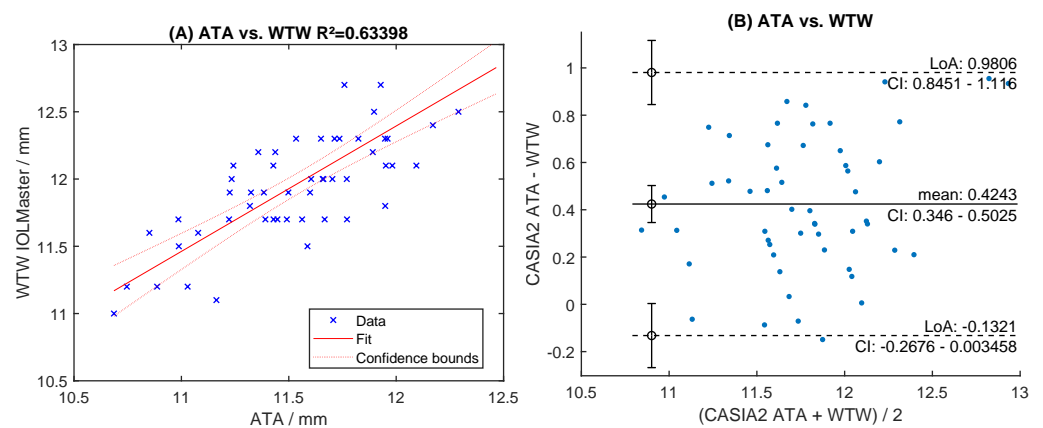 (A) ATA vs. WTW R²=0.63398
13
12.5
12
11.5
11
10.5
WTW IOLMaster / mm
10.5 11 11.5 12 12.5
ATA / mm
Data
Fit
Confidence bounds
(B) ATA vs. WTW
1
0.8
0.6
0.4
0.2
0
-0.2
CASIA2 ATA - WTW
LoA: 0.9806
CI: 0.8451 - 1.116
mean: 0.4243
CI: 0.346 - 0.5025
LoA: -0.1321
CI: -0.2676 - 0.003458
11 11.5 12 12.5 13
(CASIA2 ATA + WTW) / 2